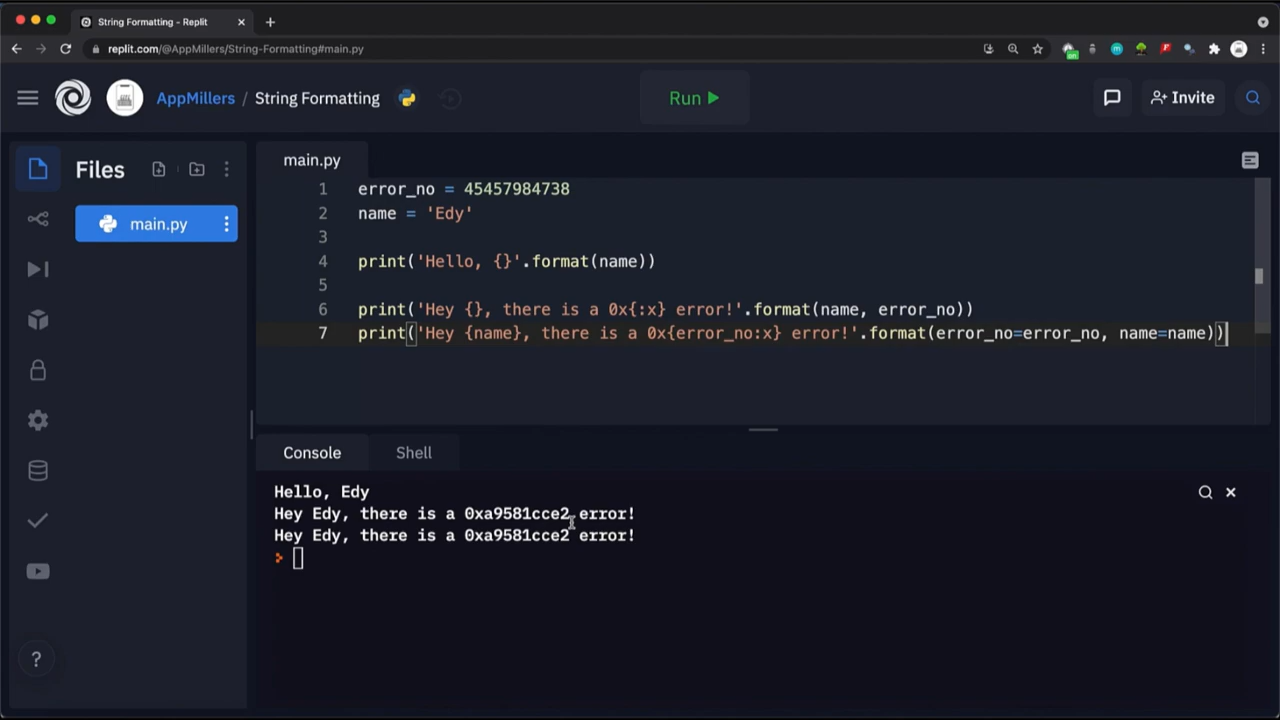 String Formatting - Replit
replit.com/@AppMillers/String-Formatting#main.py
AppMillers / String Formatting
Run
Invite
Files
main.py
main.py
1 error_no = 45457984738
2 name = 'Edy'
3
4 print('Hello, {}'.format(name))
5
6 print('Hey {}, there is a 0x{:x} error!'.format(name, error_no))
7 print('Hey {name}, there is a 0x{error_no:x} error!'.format(error_no=error_no, name=name))
Console
Shell
Hello, Edy
Hey Edy, there is a 0xa9581cce2 error!
Hey Edy, there is a 0xa9581cce2 error!
>
?